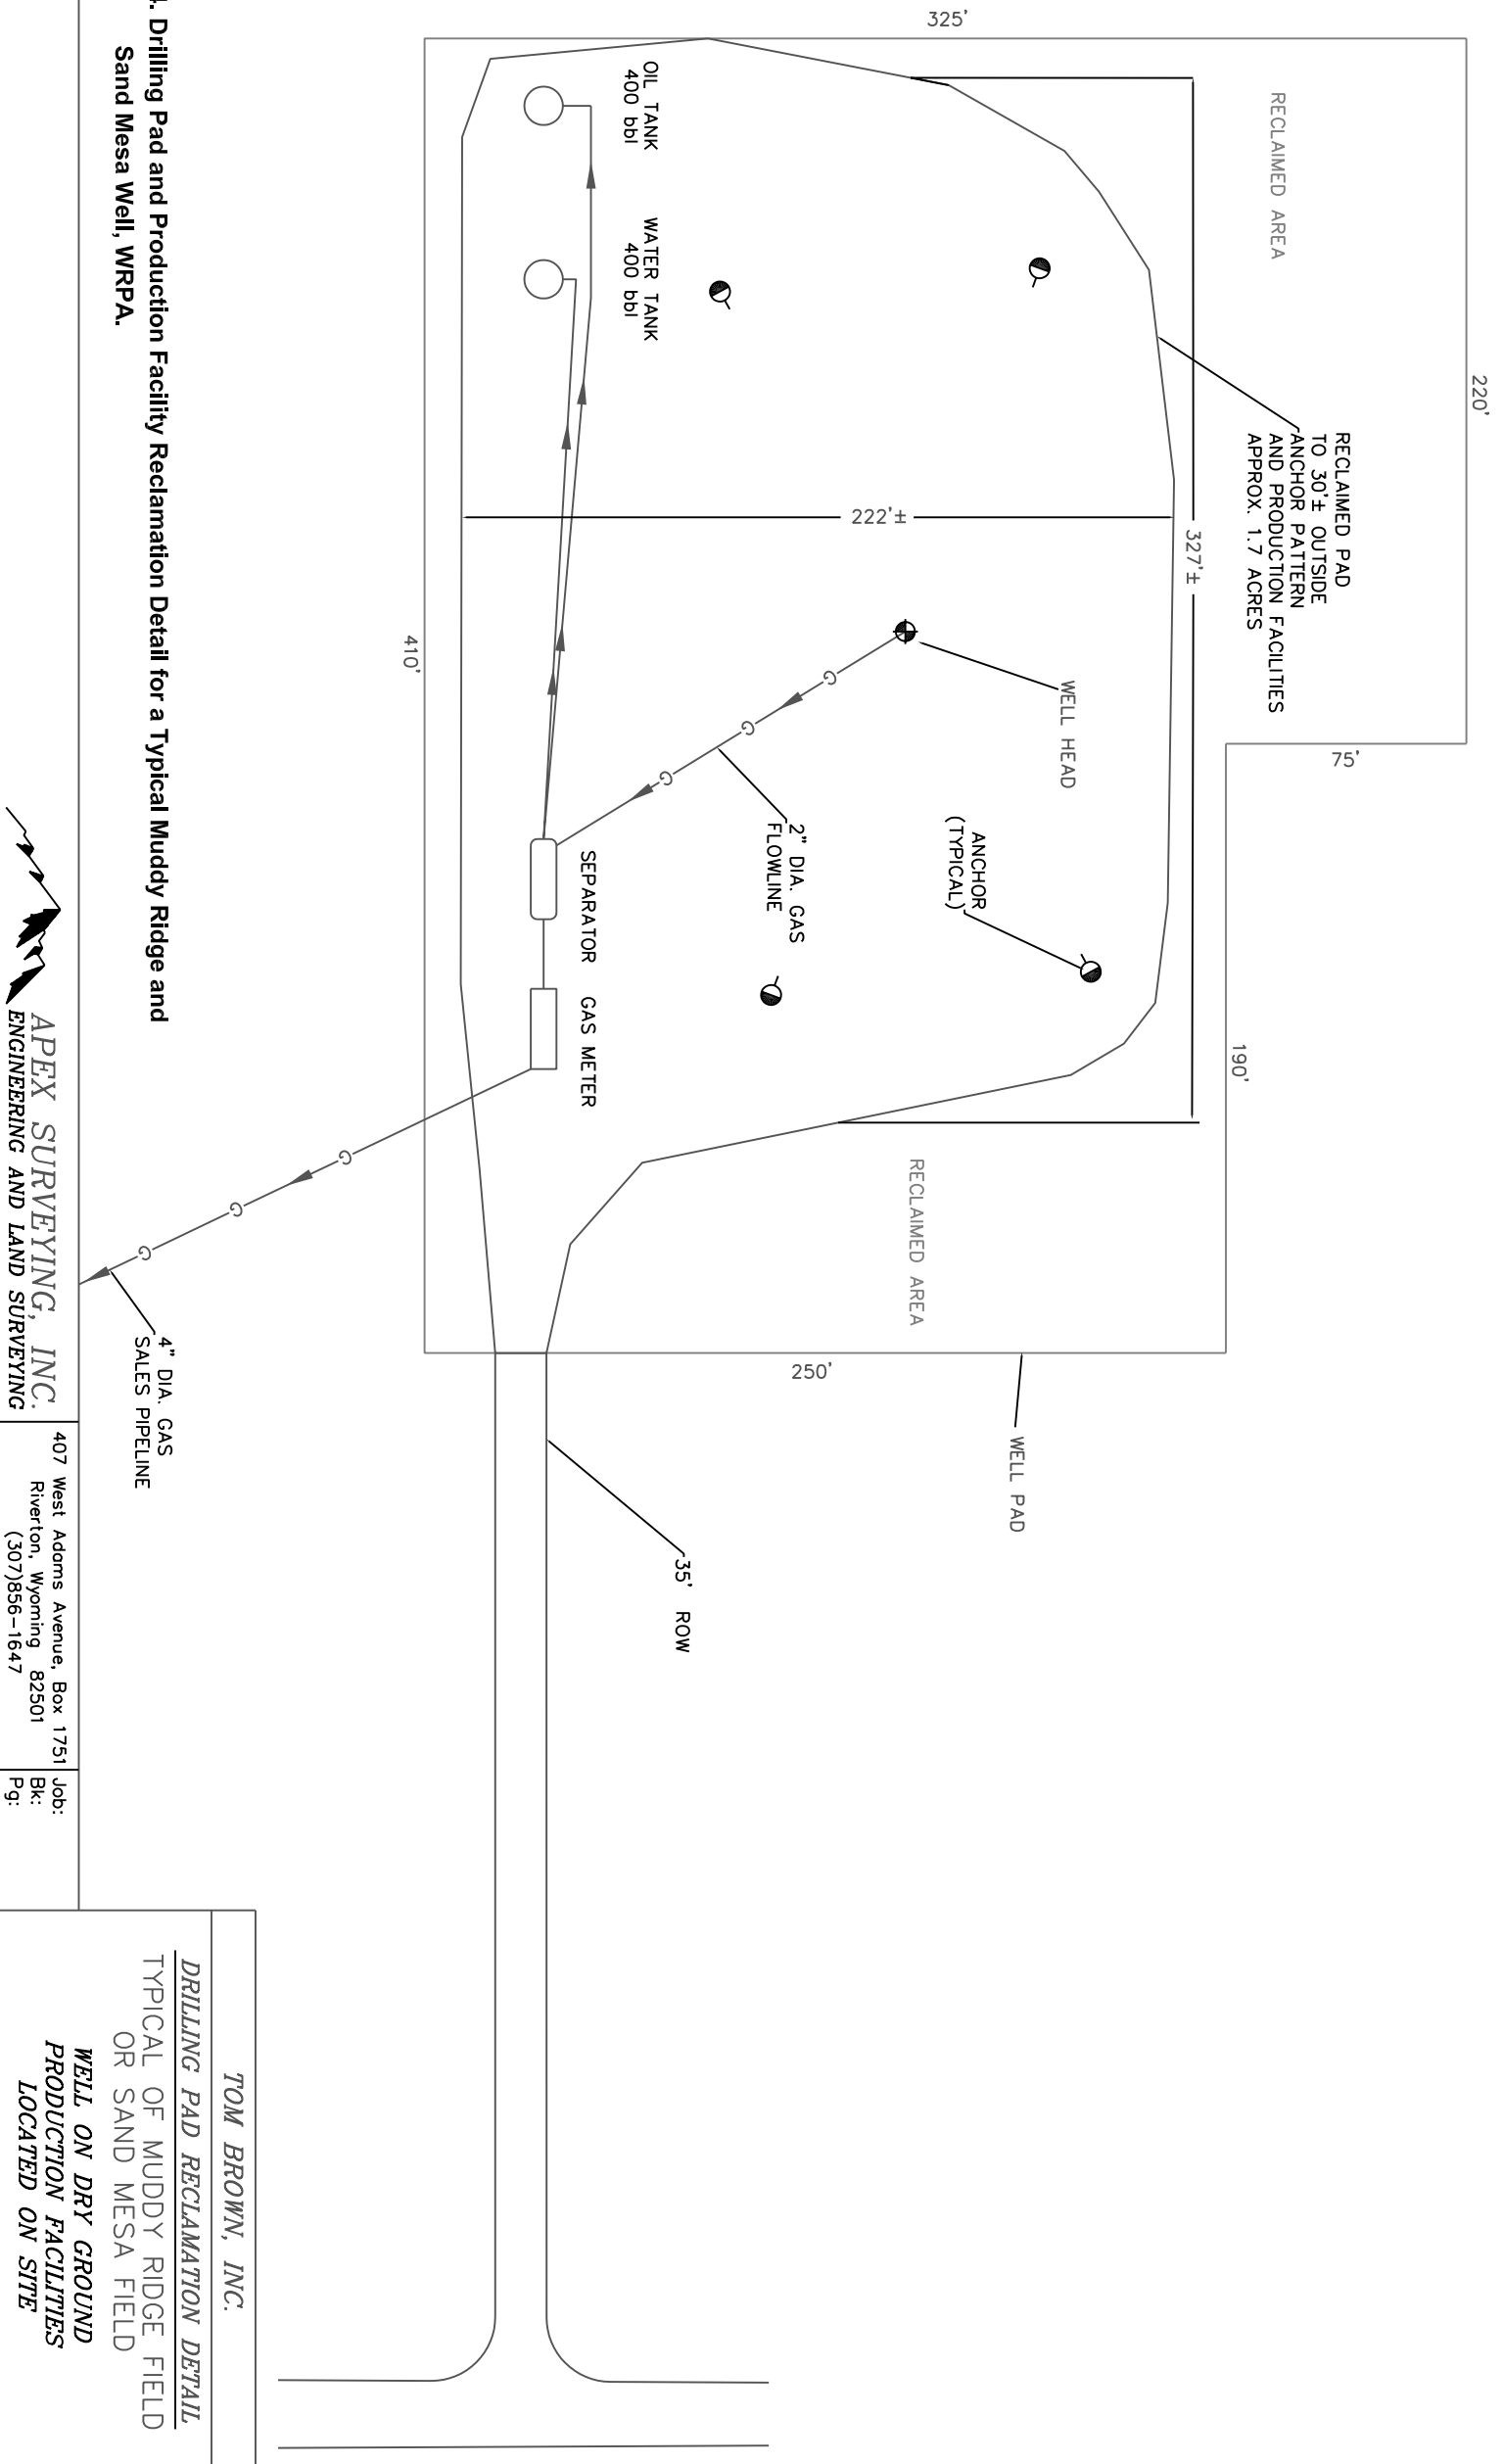 220'
325'
RECLAIMED AREA
RECLAIMED PAD
TO 30'± OUTSIDE
ANCHOR PATTERN
AND PRODUCTION FACILITIES
APPROX. 1.7 ACRES
75'
190'
327'±
222'±
WELL HEAD
ANCHOR
(TYPICAL)
RECLAIMED AREA
WELL PAD
250'
2" DIA. GAS
FLOWLINE
G
G
G
OIL TANK
400 bbl
WATER TANK
400 bbl
SEPARATOR
GAS METER
35' ROW
410'
G
G
G
4" DIA. GAS
SALES PIPELINE
. Drilling Pad and Production Facility Reclamation Detail for a Typical Muddy Ridge and
Sand Mesa Well, WRPA.
APEX SURVEYING, INC.
ENGINEERING AND LAND SURVEYING
407 West Adams Avenue, Box 1751
Riverton, Wyoming 82501
(307)856-1647
Job:
Bk:
Pg:
TOM BROWN, INC.
DRILLING PAD RECLAMATION DETAIL
TYPICAL OF MUDDY RIDGE FIELD
OR SAND MESA FIELD
WELL ON DRY GROUND
PRODUCTION FACILITIES
LOCATED ON SITE